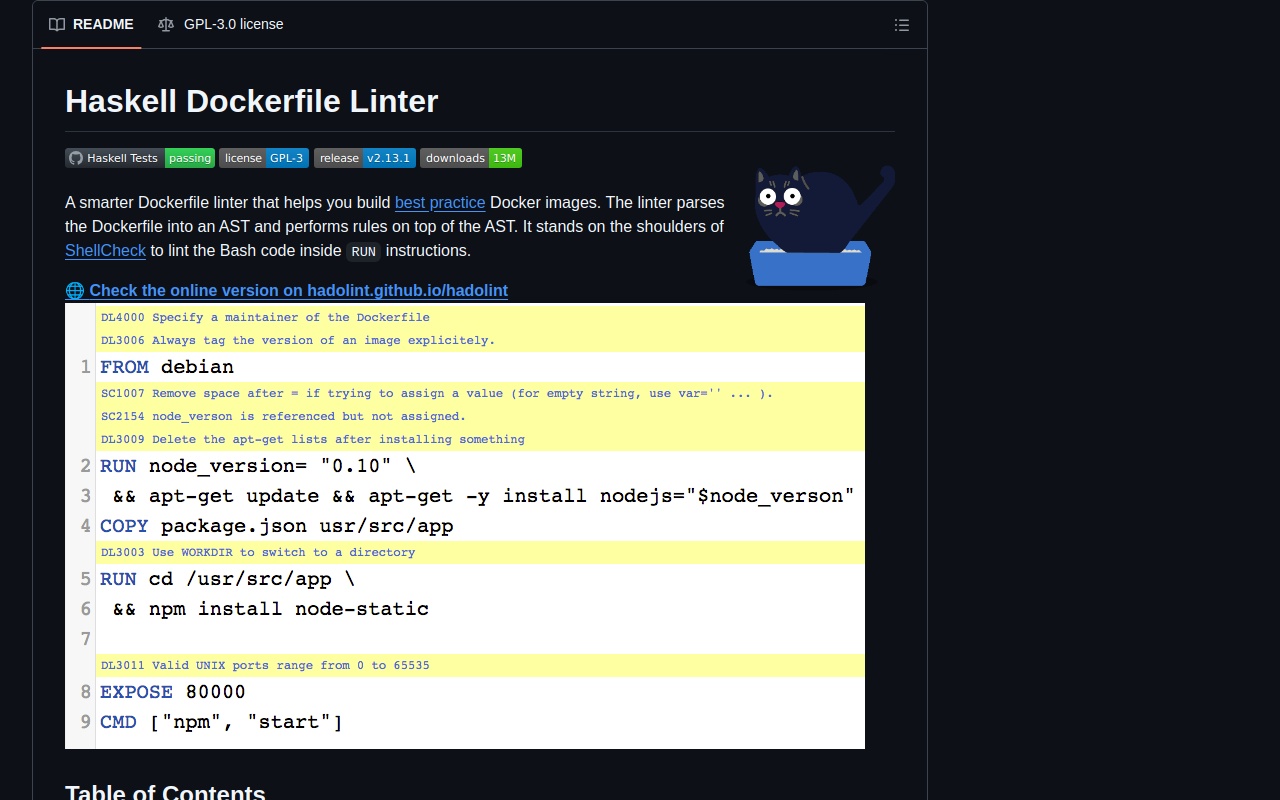 README GPL-3.0 license
Haskell Dockerfile Linter
Haskell Tests passing license GPL-3 release v2.13.1 downloads 13M
A smarter Dockerfile linter that helps you build best practice Docker images. The linter parses
the Dockerfile into an AST and performs rules on top of the AST. It stands on the shoulders of
ShellCheck to lint the Bash code inside RUN instructions.
🌐 Check the online version on hadolint.github.io/hadolint
DL4000 Specify a maintainer of the Dockerfile
DL3006 Always tag the version of an image explicitely.
1 FROM debian
SC1007 Remove space after = if trying to assign a value (for empty string, use var='' ... ).
SC2154 node_verson is referenced but not assigned.
DL3009 Delete the apt-get lists after installing something
2 RUN node_version= "0.10" \
3 && apt-get update && apt-get -y install nodejs="$node_verson"
4 COPY package.json usr/src/app
DL3003 Use WORKDIR to switch to a directory
5 RUN cd /usr/src/app \
6 && npm install node-static
7
DL3011 Valid UNIX ports range from 0 to 65535
8 EXPOSE 80000
9 CMD ["npm", "start"]
Table of Contents